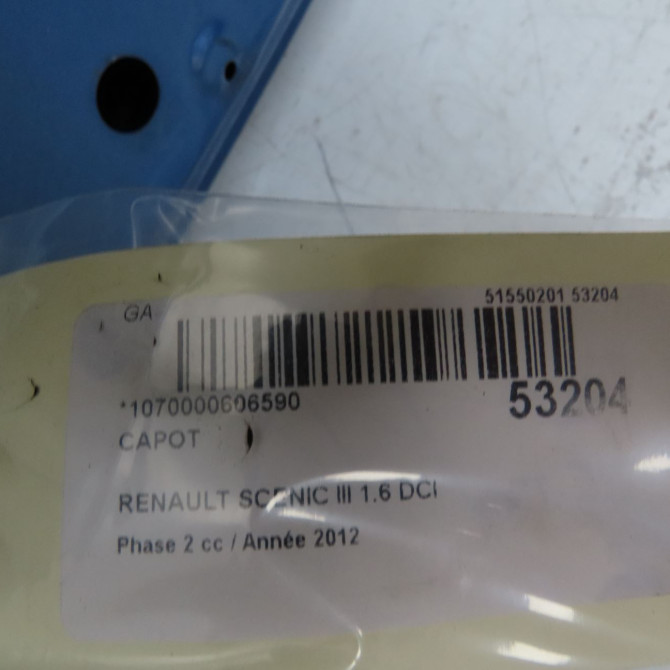 GA
51550201 53204
*1070000606590
53204
CAPOT
RENAULT SCENIC III 1.6 DCI
Phase 2 cc / Année 2012